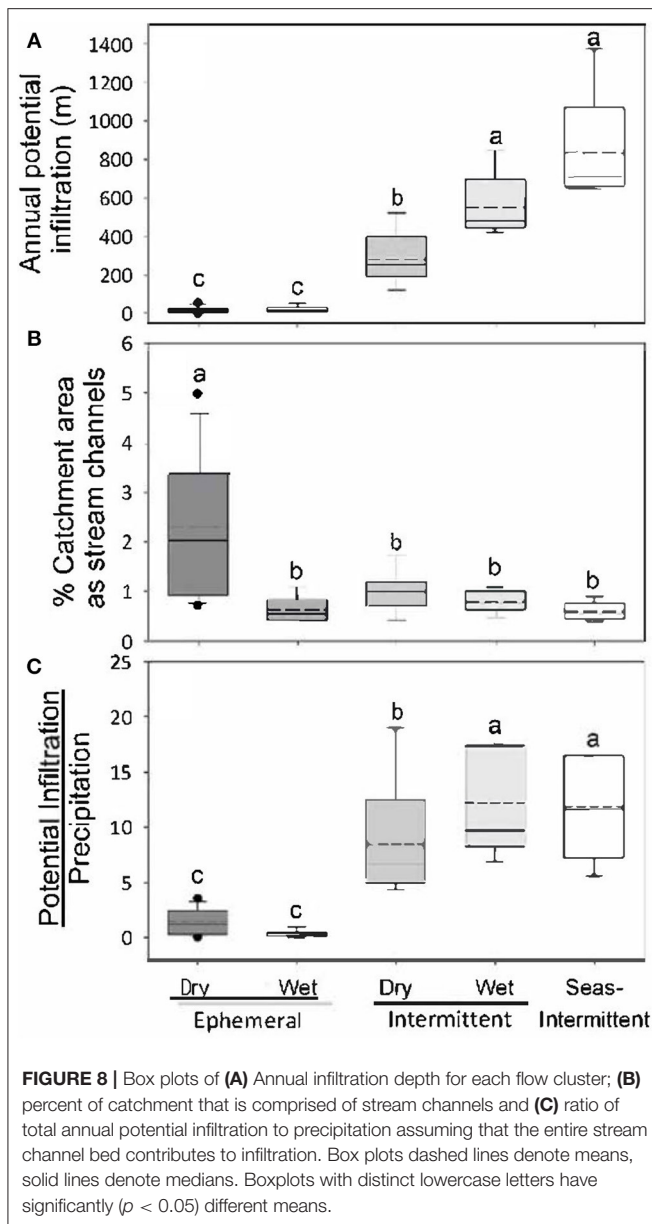 A
Annual potential
infiltration (m)
1400
1200
1000
800
600
400
200
0
c
c
b
a
a
B
% Catchment area
as stream channels
6
5
4
3
2
1
0
a
b
b
b
b
C
Potential Infiltration
Precipitation
25
20
15
10
5
0
c
c
b
a
a
Dry Wet Dry Wet Seas-
Ephemeral Intermittent Intermittent
FIGURE 8 | Box plots of (A) Annual infiltration depth for each flow cluster; (B)
percent of catchment that is comprised of stream channels and (C) ratio of
total annual potential infiltration to precipitation assuming that the entire stream
channel bed contributes to infiltration. Box plots dashed lines denote means,
solid lines denote medians. Boxplots with distinct lowercase letters have
significantly (p < 0.05) different means.